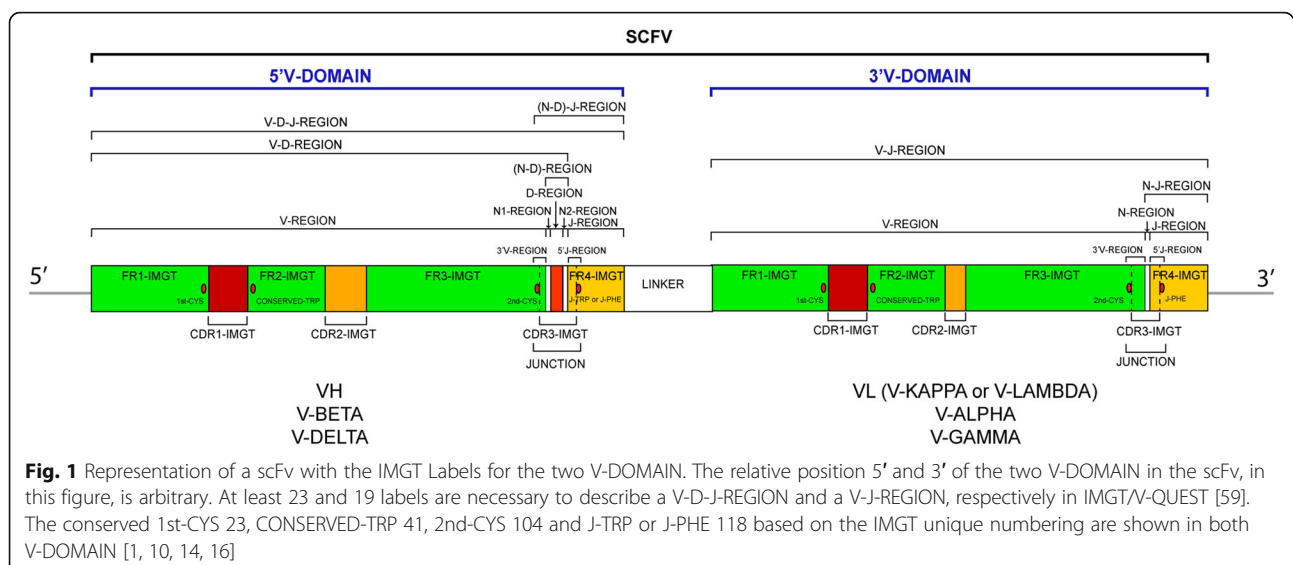 SCFV
5'V-DOMAIN 3'V-DOMAIN
(N-D)-J-REGION
V-D-J-REGION
V-D-REGION V-J-REGION
(N-D)-REGION
D-REGION N-J-REGION
N1-REGION N2-REGION N-REGION
V-REGION J-REGION V-REGION J-REGION
3'V-REGION 5'J-REGION 3'V-REGION 5'J-REGION
5′ FR1-IMGT FR2-IMGT FR3-IMGT FR4-IMGT LINKER FR1-IMGT FR2-IMGT FR3-IMGT FR4-IMGT 3′
1st-CYS CONSERVED-TRP 2nd-CYS J-TRP or J-PHE 1st-CYS CONSERVED-TRP 2nd-CYS J-PHE
CDR1-IMGT CDR2-IMGT CDR3-IMGT CDR1-IMGT CDR2-IMGT CDR3-IMGT
JUNCTION JUNCTION
VH VL (V-KAPPA or V-LAMBDA)
V-BETA V-ALPHA
V-DELTA V-GAMMA
Fig. 1 Representation of a scFv with the IMGT Labels for the two V-DOMAIN. The relative position 5′ and 3′ of the two V-DOMAIN in the scFv, in
this figure, is arbitrary. At least 23 and 19 labels are necessary to describe a V-D-J-REGION and a V-J-REGION, respectively in IMGT/V-QUEST [59].
The conserved 1st-CYS 23, CONSERVED-TRP 41, 2nd-CYS 104 and J-TRP or J-PHE 118 based on the IMGT unique numbering are shown in both
V-DOMAIN [1, 10, 14, 16]